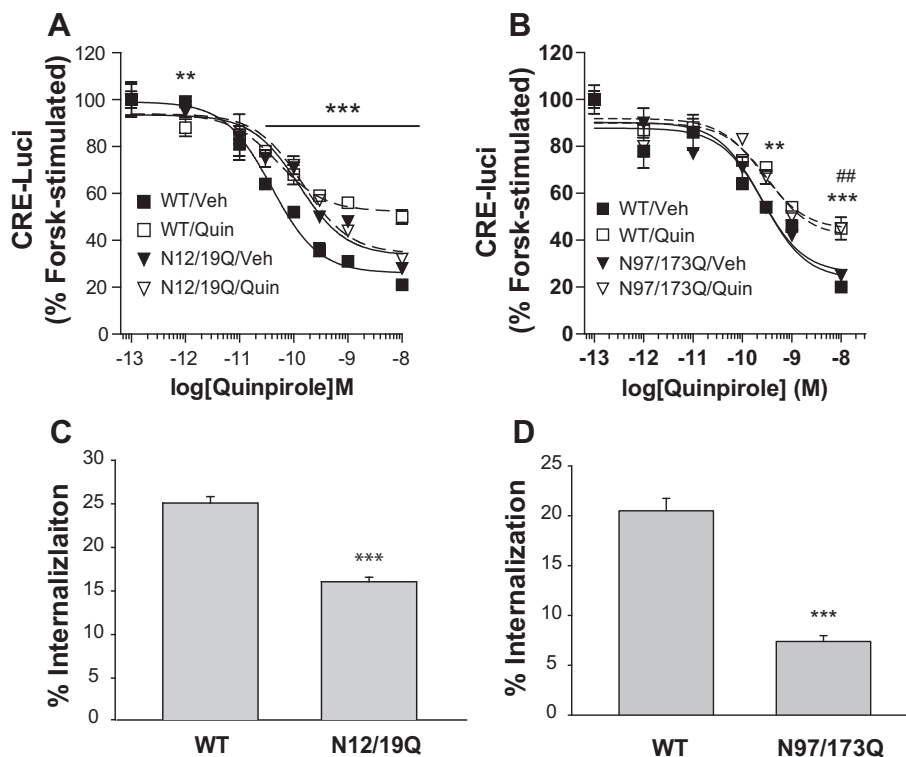 A
CRE-Luci
(% Forsk-stimulated)
120
100
80
60
40
20
0
**
***
WT/Veh
WT/Quin
N12/19Q/Veh
N12/19Q/Quin
-13 -12 -11 -10 -9 -8
log[Quinpirole]M
B
CRE-luci
(% Forsk-stimulated)
120
100
80
60
40
20
0
**
##
***
WT/Veh
WT/Quin
N97/173Q/Veh
N97/173Q/Quin
-13 -12 -11 -10 -9 -8
log[Quinpirole] (M)
C
% Internalizlaiton
30
25
20
15
10
5
0
***
WT N12/19Q
D
% Internalization
25
20
15
10
5
0
***
WT N97/173Q